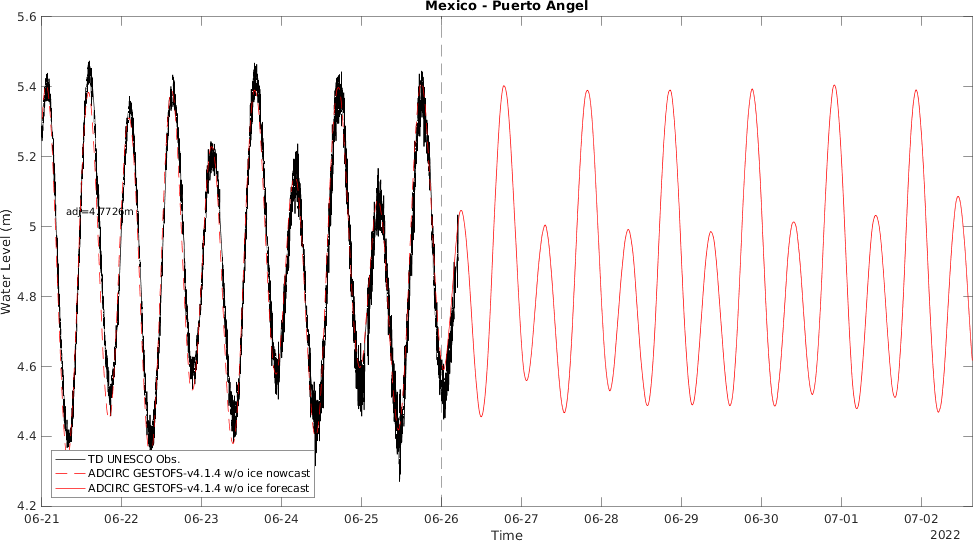 Mexico - Puerto Angel
5.6
5.4
5.2
5
4.8
4.6
4.4
4.2
Water Level (m)
adj=4.7726m
TD UNESCO Obs.
ADCIRC GESTOFS-v4.1.4 w/o ice nowcast
ADCIRC GESTOFS-v4.1.4 w/o ice forecast
06-21 06-22 06-23 06-24 06-25 06-26 06-27 06-28 06-29 06-30 07-01 07-02
Time
2022